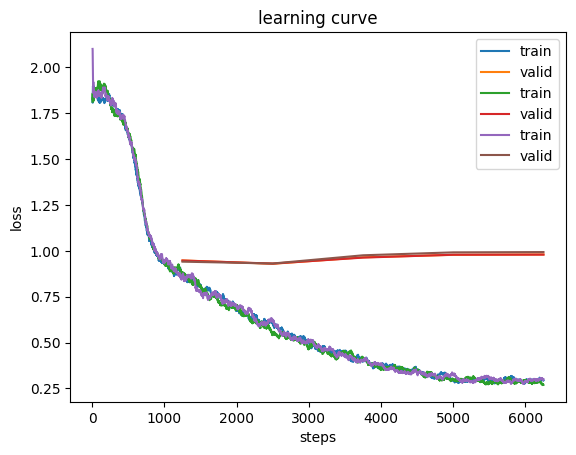 learning curve
train
valid
train
valid
train
valid
loss
2.00
1.75
1.50
1.25
1.00
0.75
0.50
0.25
0 1000 2000 3000 4000 5000 6000
steps